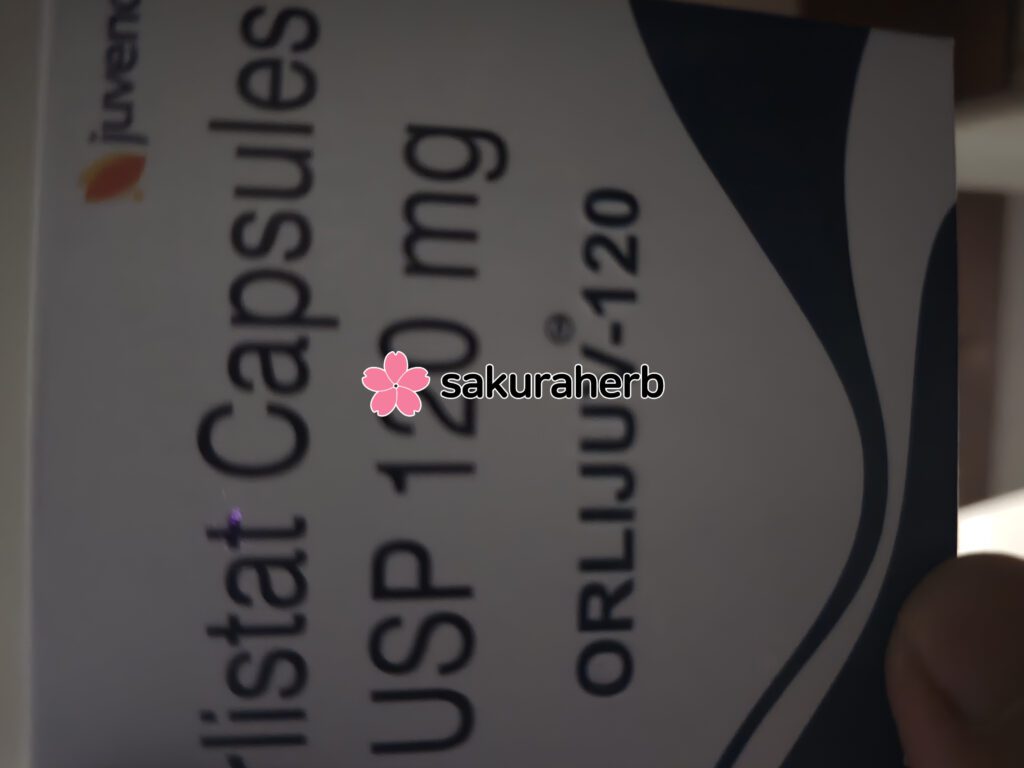 juven
rlistat Capsules
USP 120 mg
ORLIJUV®-120
sakuraherb